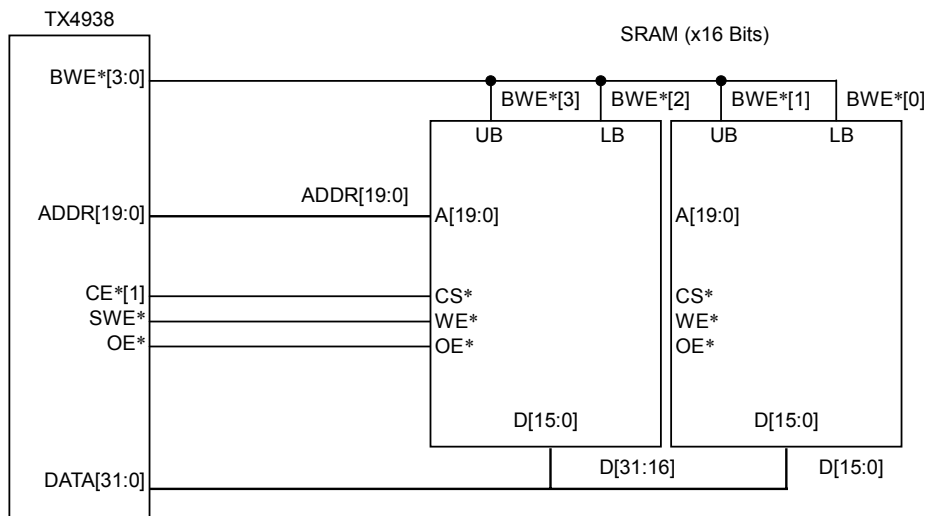 TX4938
SRAM (x16 Bits)
BWE*[3:0]
BWE*[3] BWE*[2] BWE*[1] BWE*[0]
UB LB UB LB
ADDR[19:0]
ADDR[19:0] A[19:0] A[19:0]
CE*[1] CS* CS*
SWE* WE* WE*
OE* OE* OE*
D[15:0] D[15:0]
D[31:16] D[15:0]
DATA[31:0]